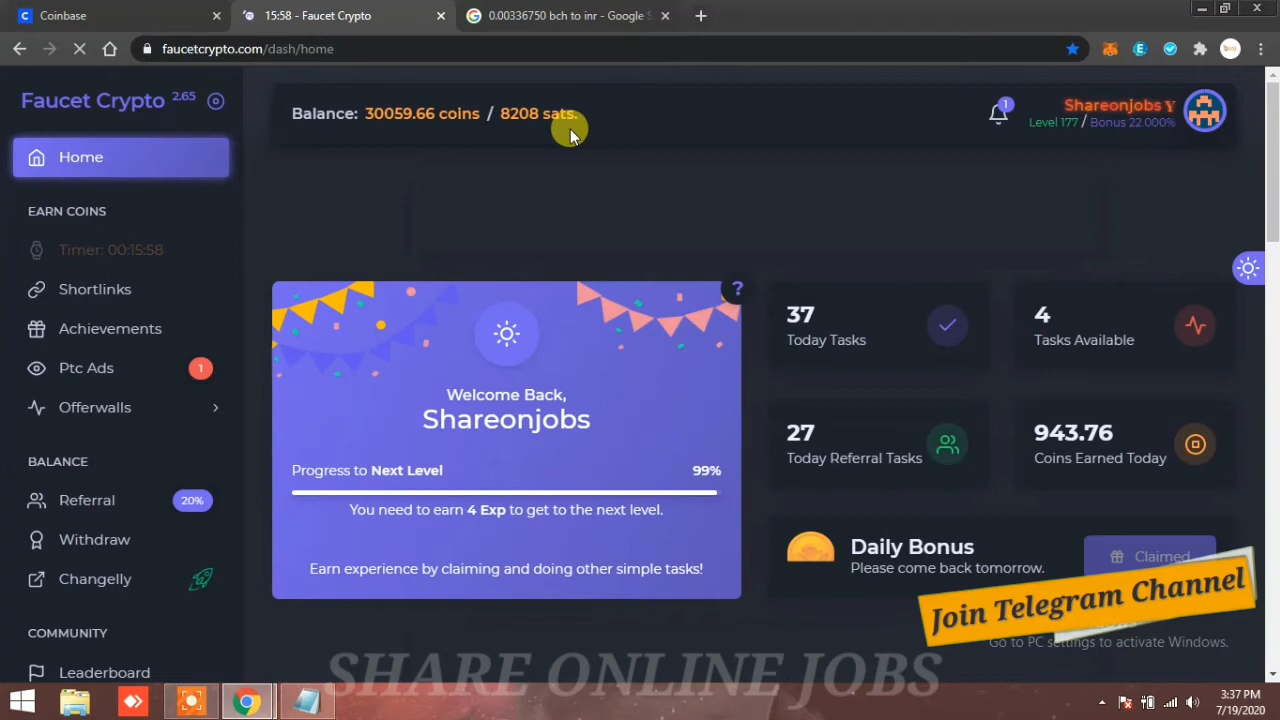 Coinbase
15:58 - Faucet Crypto
0.00336750 bch to inr - Google S
faucetcrypto.com/dash/home
Faucet Crypto 2.65
Balance: 30059.66 coins / 8208 sats.
1
Shareonjobs
Level 177 / Bonus 22.000%
Home
EARN COINS
Timer: 00:15:58
Shortlinks
Achievements
Ptc Ads 1
Offerwalls
BALANCE
Referral 20%
Withdraw
Changelly
COMMUNITY
Leaderboard
?
Welcome Back,
Shareonjobs
Progress to Next Level 99%
You need to earn 4 Exp to get to the next level.
Earn experience by claiming and doing other simple tasks!
37
Today Tasks
4
Tasks Available
27
Today Referral Tasks
943.76
Coins Earned Today
Daily Bonus
Please come back tomorrow.
Claimed
Join Telegram Channel
Go to PC settings to activate Windows.
SHARE ONLINE JOBS
3:37 PM
7/19/2020